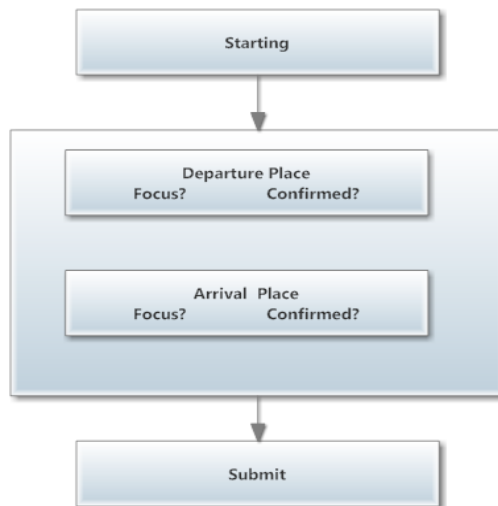 Starting
Departure Place
Focus? Confirmed?
Arrival Place
Focus? Confirmed?
Submit